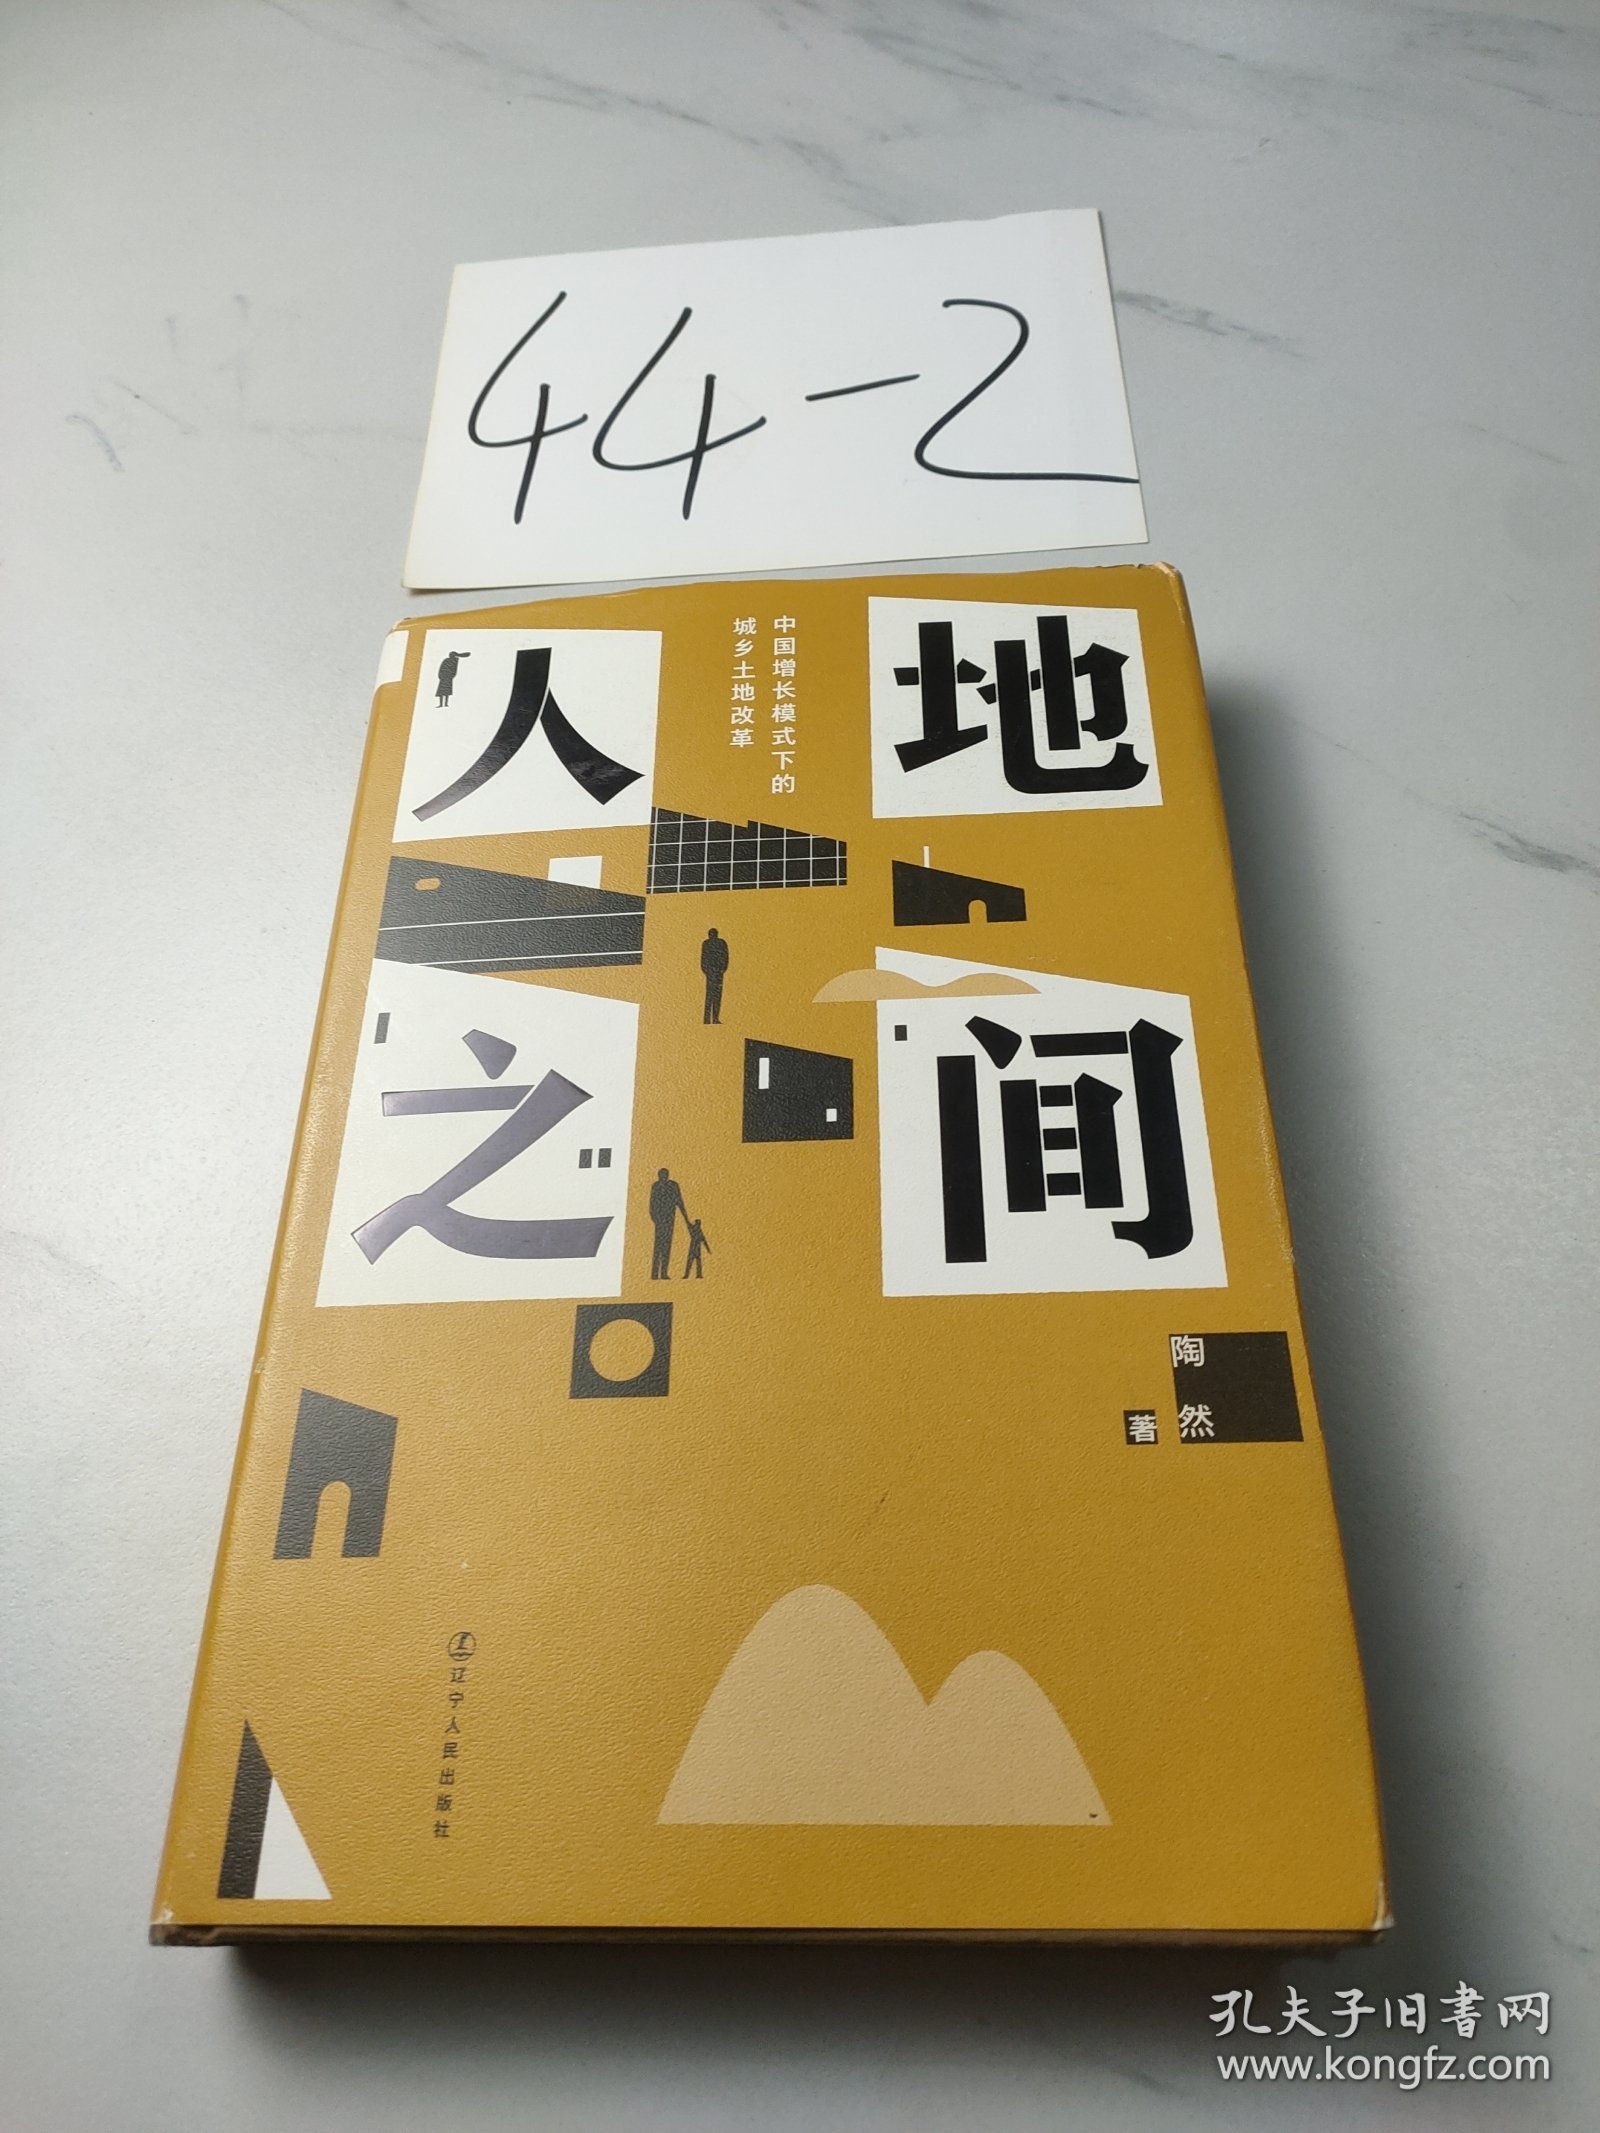 44-2
人地
之间
中国增长模式下的
城乡土地改革
陶然
著
辽宁人民出版社
孔夫子旧书网
www.kongfz.com